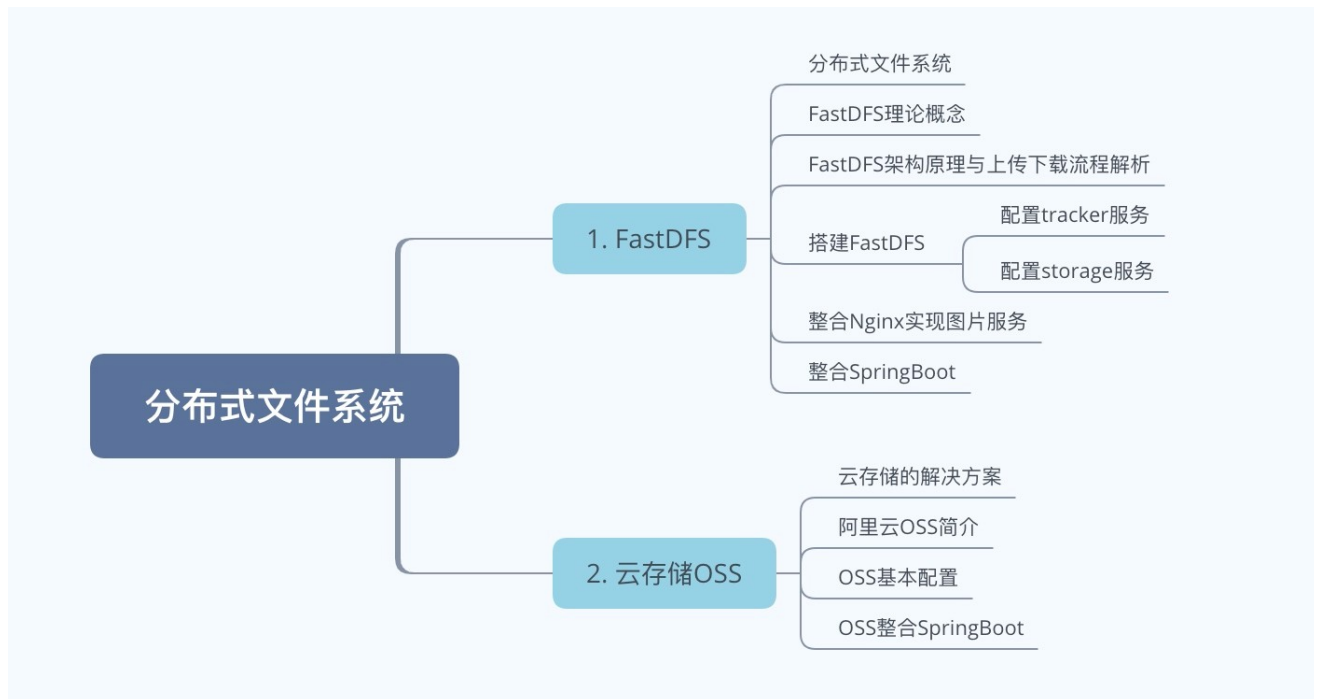 分布式文件系统
1. FastDFS
分布式文件系统
FastDFS理论概念
FastDFS架构原理与上传下载流程解析
搭建FastDFS
配置tracker服务
配置storage服务
整合Nginx实现图片服务
整合SpringBoot
2. 云存储OSS
云存储的解决方案
阿里云OSS简介
OSS基本配置
OSS整合SpringBoot